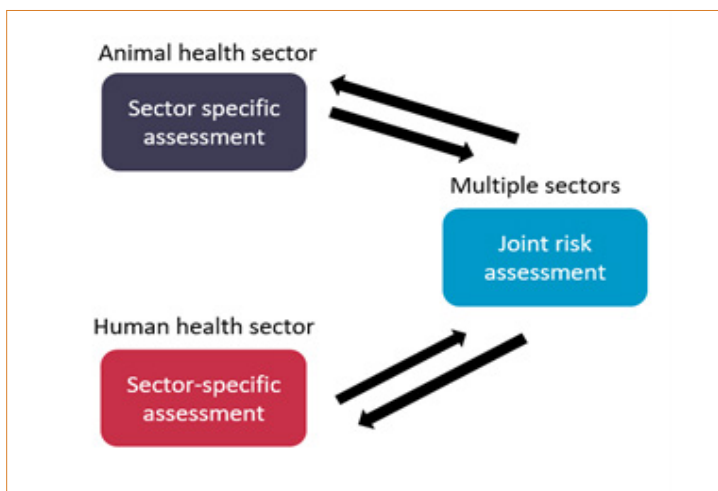 Animal health sector
Sector specific
assessment
Multiple sectors
Joint risk
assessment
Human health sector
Sector-specific
assessment